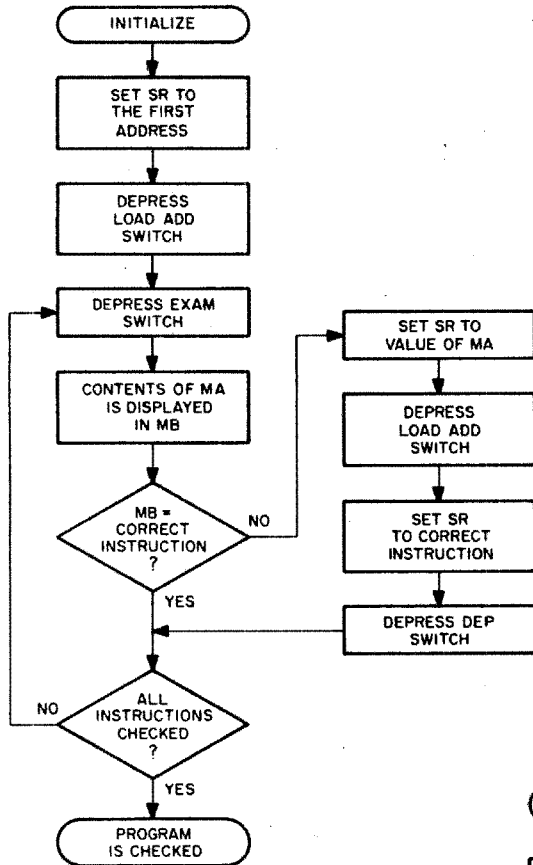 INITIALIZE
SET SR TO
THE FIRST
ADDRESS
DEPRESS
LOAD ADD
SWITCH
DEPRESS EXAM
SWITCH
CONTENTS OF MA
IS DISPLAYED
IN MB
MB =
CORRECT
INSTRUCTION
?
NO
YES
SET SR TO
VALUE OF MA
DEPRESS
LOAD ADD
SWITCH
SET SR
TO CORRECT
INSTRUCTION
DEPRESS DEP
SWITCH
ALL
INSTRUCTIONS
CHECKED
?
NO
YES
PROGRAM
IS CHECKED